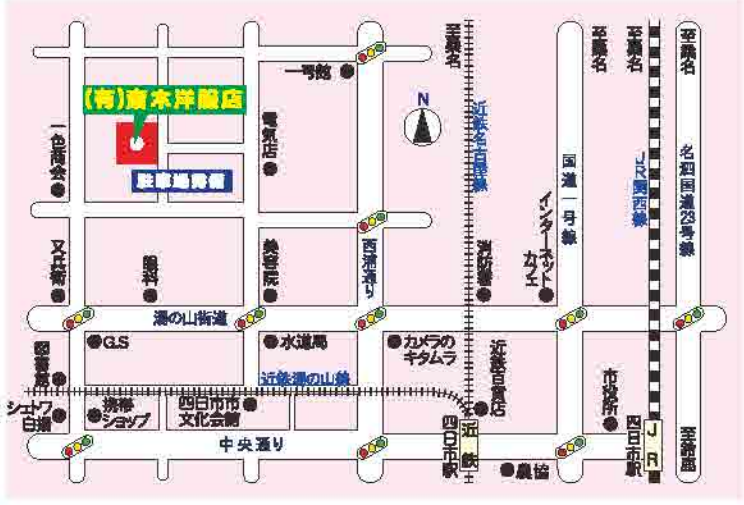 至桑名
至桑名
至桑名
至桑名
一号館
(有)南木洋服店
一色商会
電気店
N
近鉄名古屋線
国道一号線
JR関西線
名四国道23号線
駐車場完備
インターネット
カフェ
又兵衛
眼科
美容院
西浦通り
消防署
湯の山街道
G.S
水道局
カメラの
キタムラ
図書館
近鉄湯の山線
近鉄百貨店
市役所
シェトワ
白揚
携帯
ショップ
四日市市
文化会館
中央通り
四日市駅
近鉄
農協
四日市駅
JR
至鈴鹿